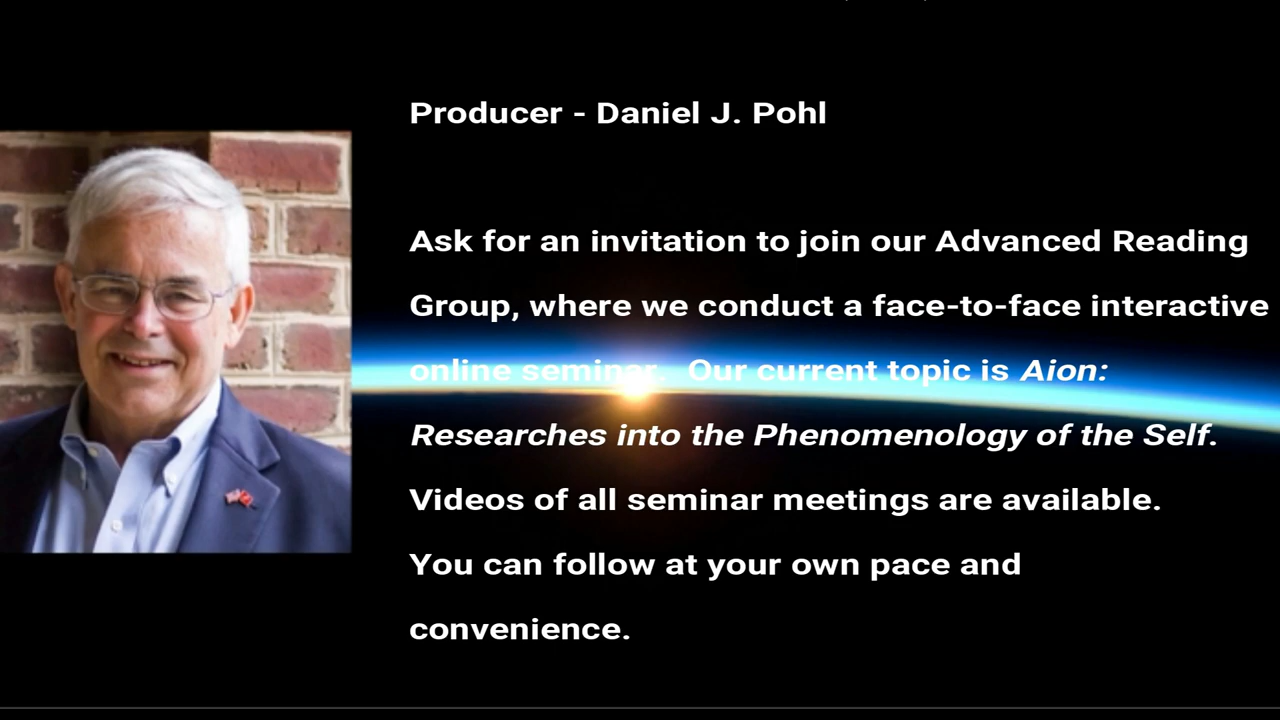 Producer - Daniel J. Pohl
Ask for an invitation to join our Advanced Reading
Group, where we conduct a face-to-face interactive
online seminar. Our current topic is Aion:
Researches into the Phenomenology of the Self.
Videos of all seminar meetings are available.
You can follow at your own pace and
convenience.